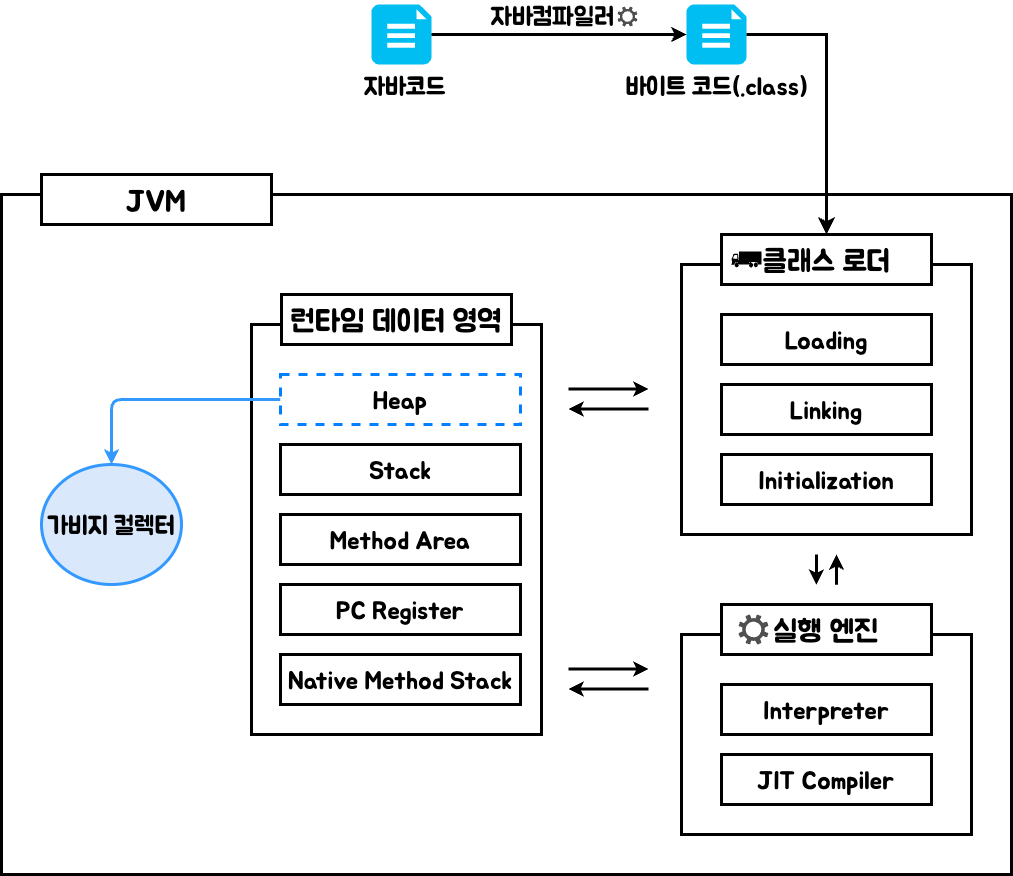 자바컴파일러
자바코드
바이트 코드(.class)
JVM
클래스 로더
Loading
Linking
Initialization
런타임 데이터 영역
Heap
Stack
Method Area
PC Register
Native Method Stack
가비지 컬렉터
실행 엔진
Interpreter
JIT Compiler